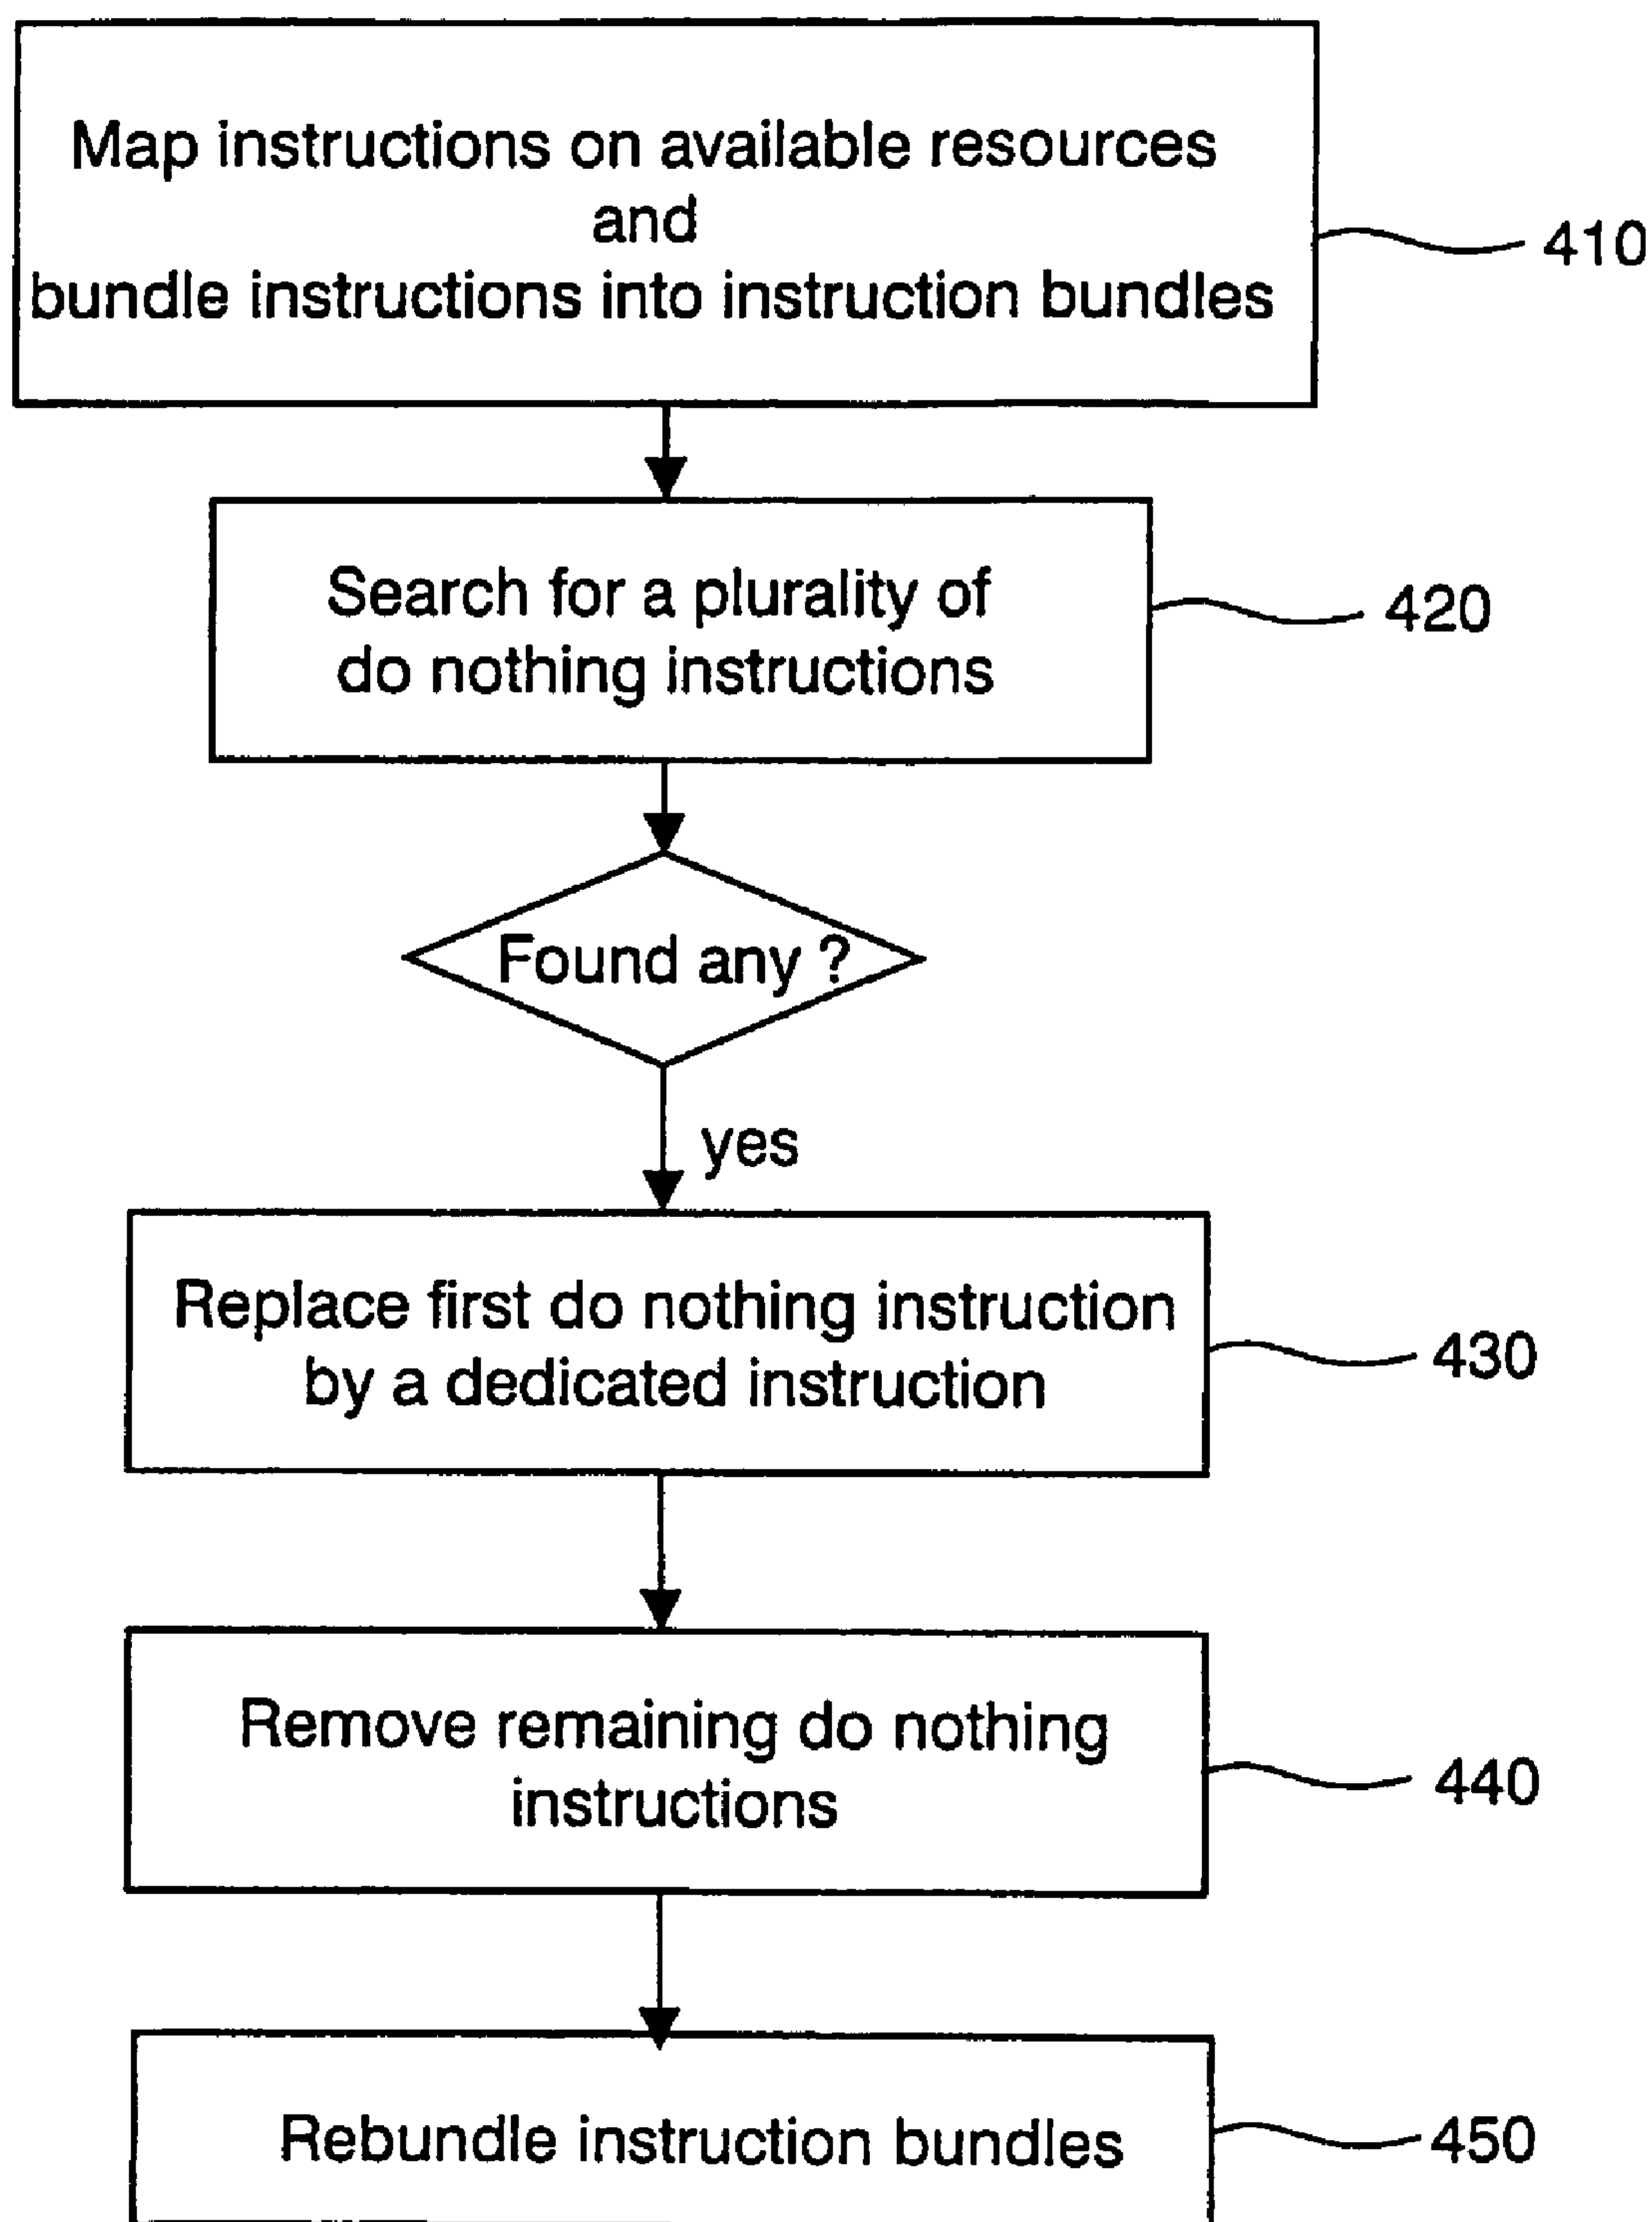 Map instructions on available resources
and
bundle instructions into instruction bundles
410
Search for a plurality of
do nothing instructions
420
Found any ?
yes
Replace first do nothing instruction
by a dedicated instruction
430
Remove remaining do nothing
instructions
440
Rebundle instruction bundles
450